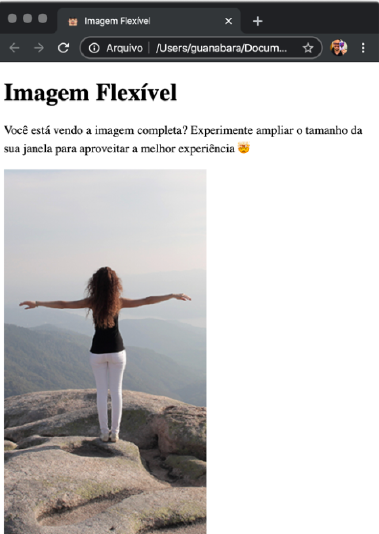 Imagem Flexível
Arquivo | /Users/guanabara/Docum...
Imagem Flexível
Você está vendo a imagem completa? Experimente ampliar o tamanho da
sua janela para aproveitar a melhor experiência 🤯